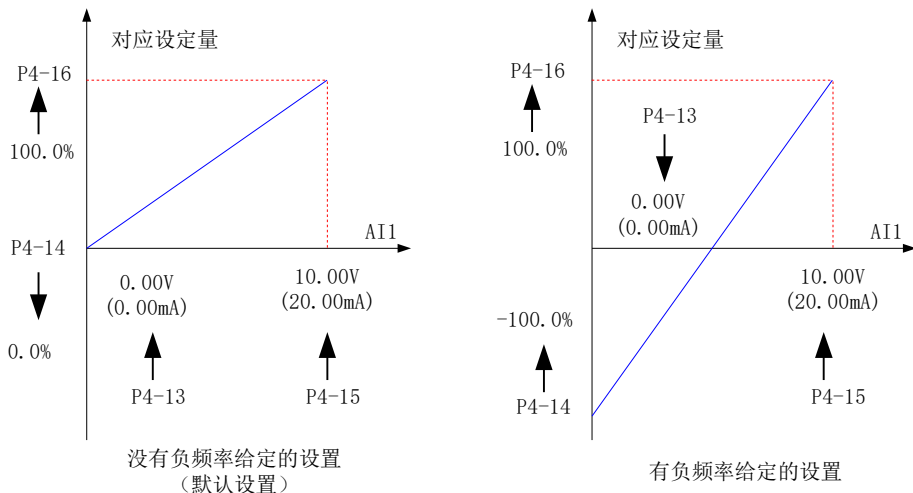 对应设定量
P4-16
100.0%
P4-14
0.0%
AI1
0.00V
(0.00mA)
P4-13
10.00V
(20.00mA)
P4-15
没有负频率给定的设置
（默认设置）
对应设定量
P4-16
100.0%
P4-13
0.00V
(0.00mA)
AI1
-100.0%
P4-14
10.00V
(20.00mA)
P4-15
有负频率给定的设置